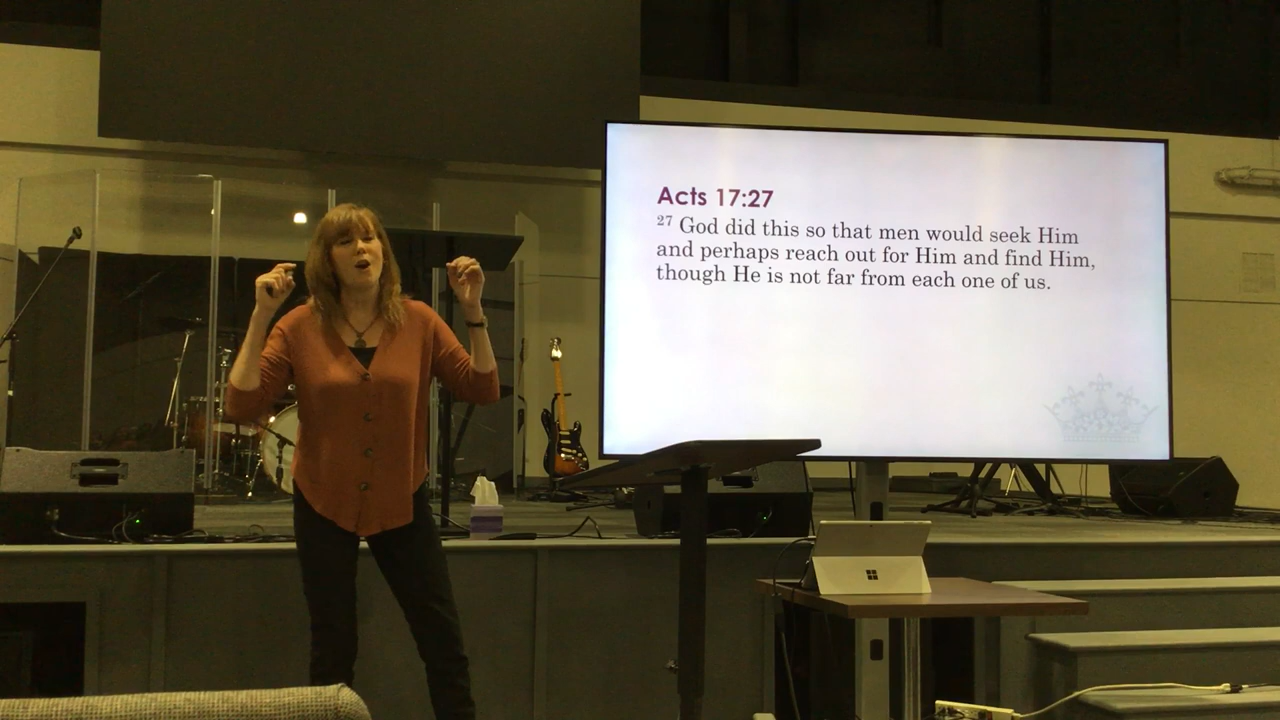 Acts 17:27
27 God did this so that men would seek Him
and perhaps reach out for Him and find Him,
though He is not far from each one of us.